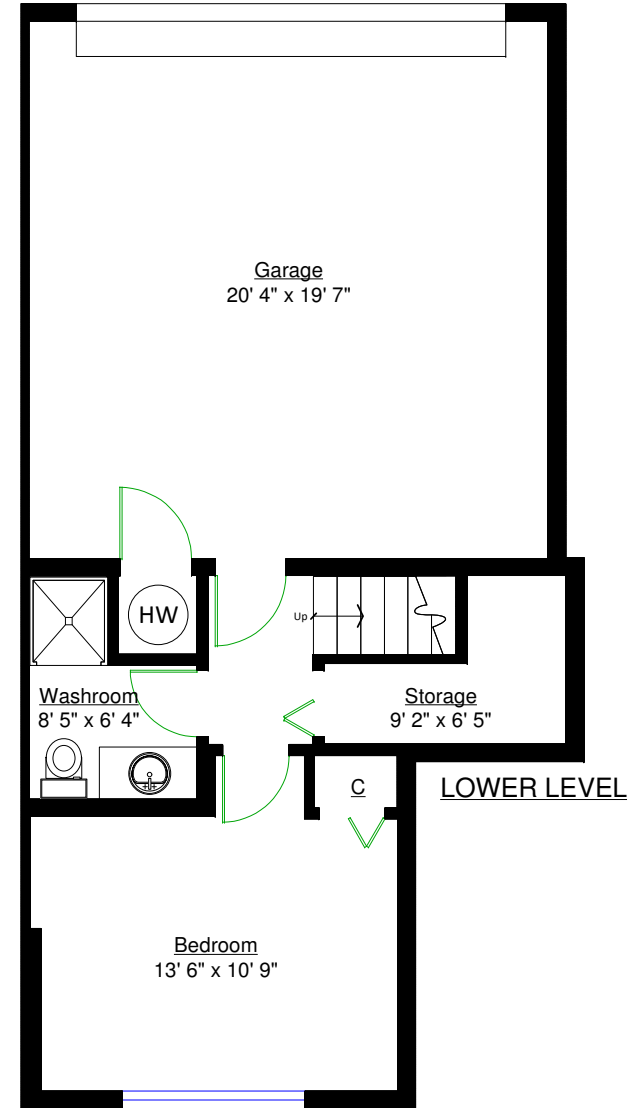 Garage
20' 4" x 19' 7"
HW
Up
Washroom
8' 5" x 6' 4"
Storage
9' 2" x 6' 5"
C
LOWER LEVEL
Bedroom
13' 6" x 10' 9"